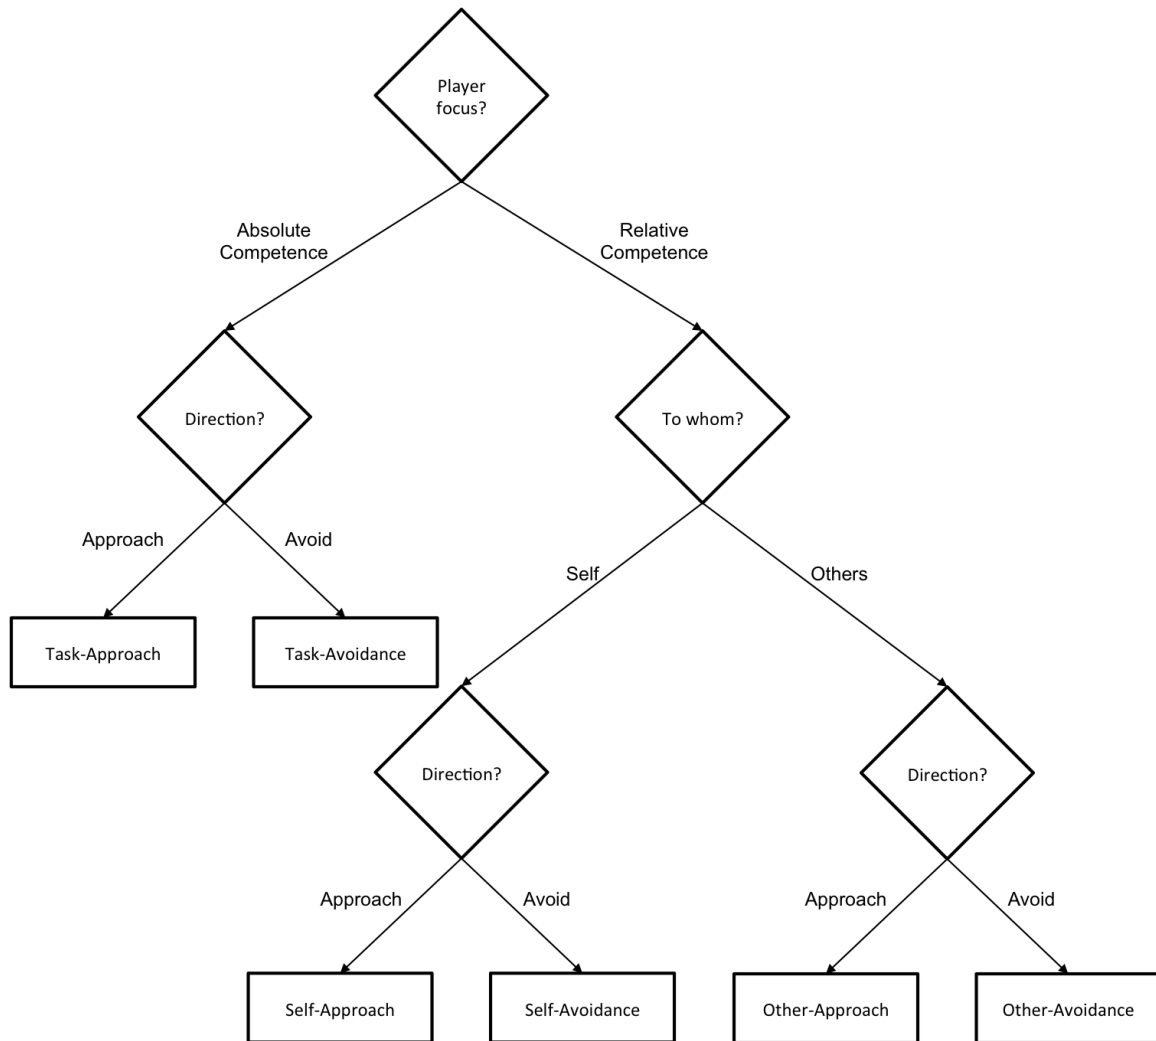 Player
focus?
Absolute
Competence
Relative
Competence
Direction?
To whom?
Approach
Avoid
Self
Others
Task-Approach
Task-Avoidance
Direction?
Direction?
Approach
Avoid
Approach
Avoid
Self-Approach
Self-Avoidance
Other-Approach
Other-Avoidance